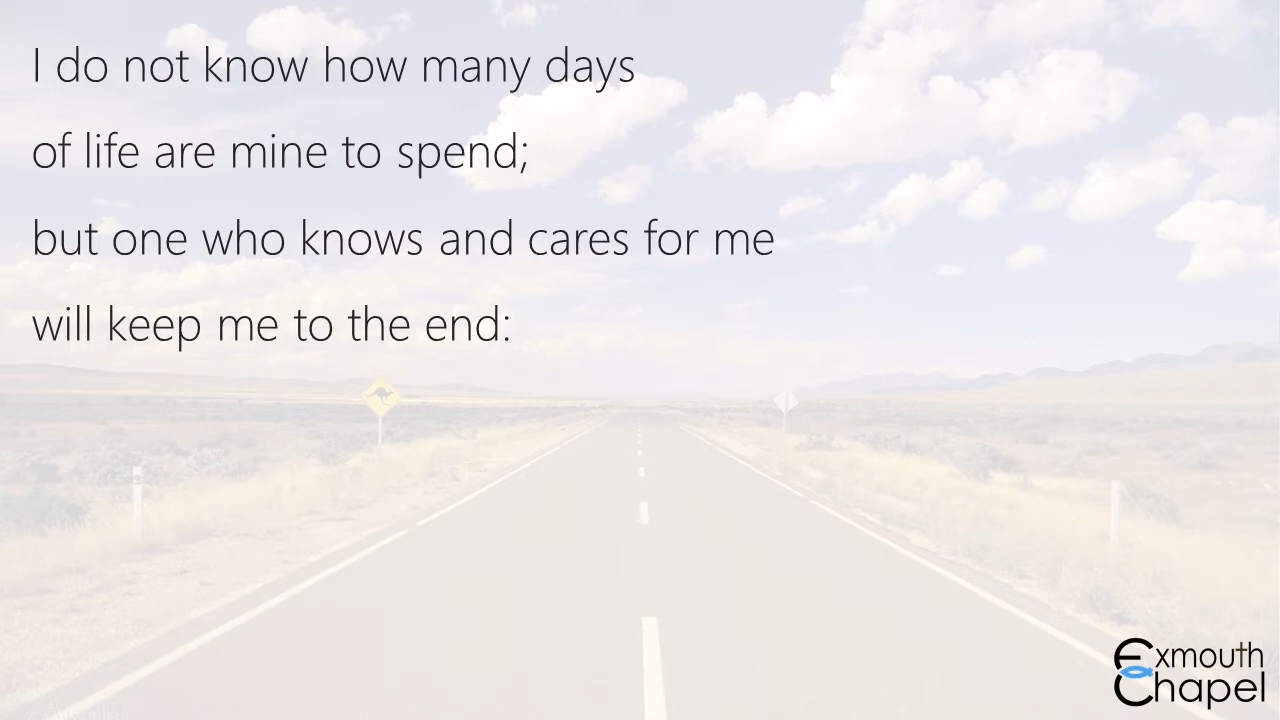 I do not know how many days
of life are mine to spend;
but one who knows and cares for me
will keep me to the end:
Exmouth
Chapel